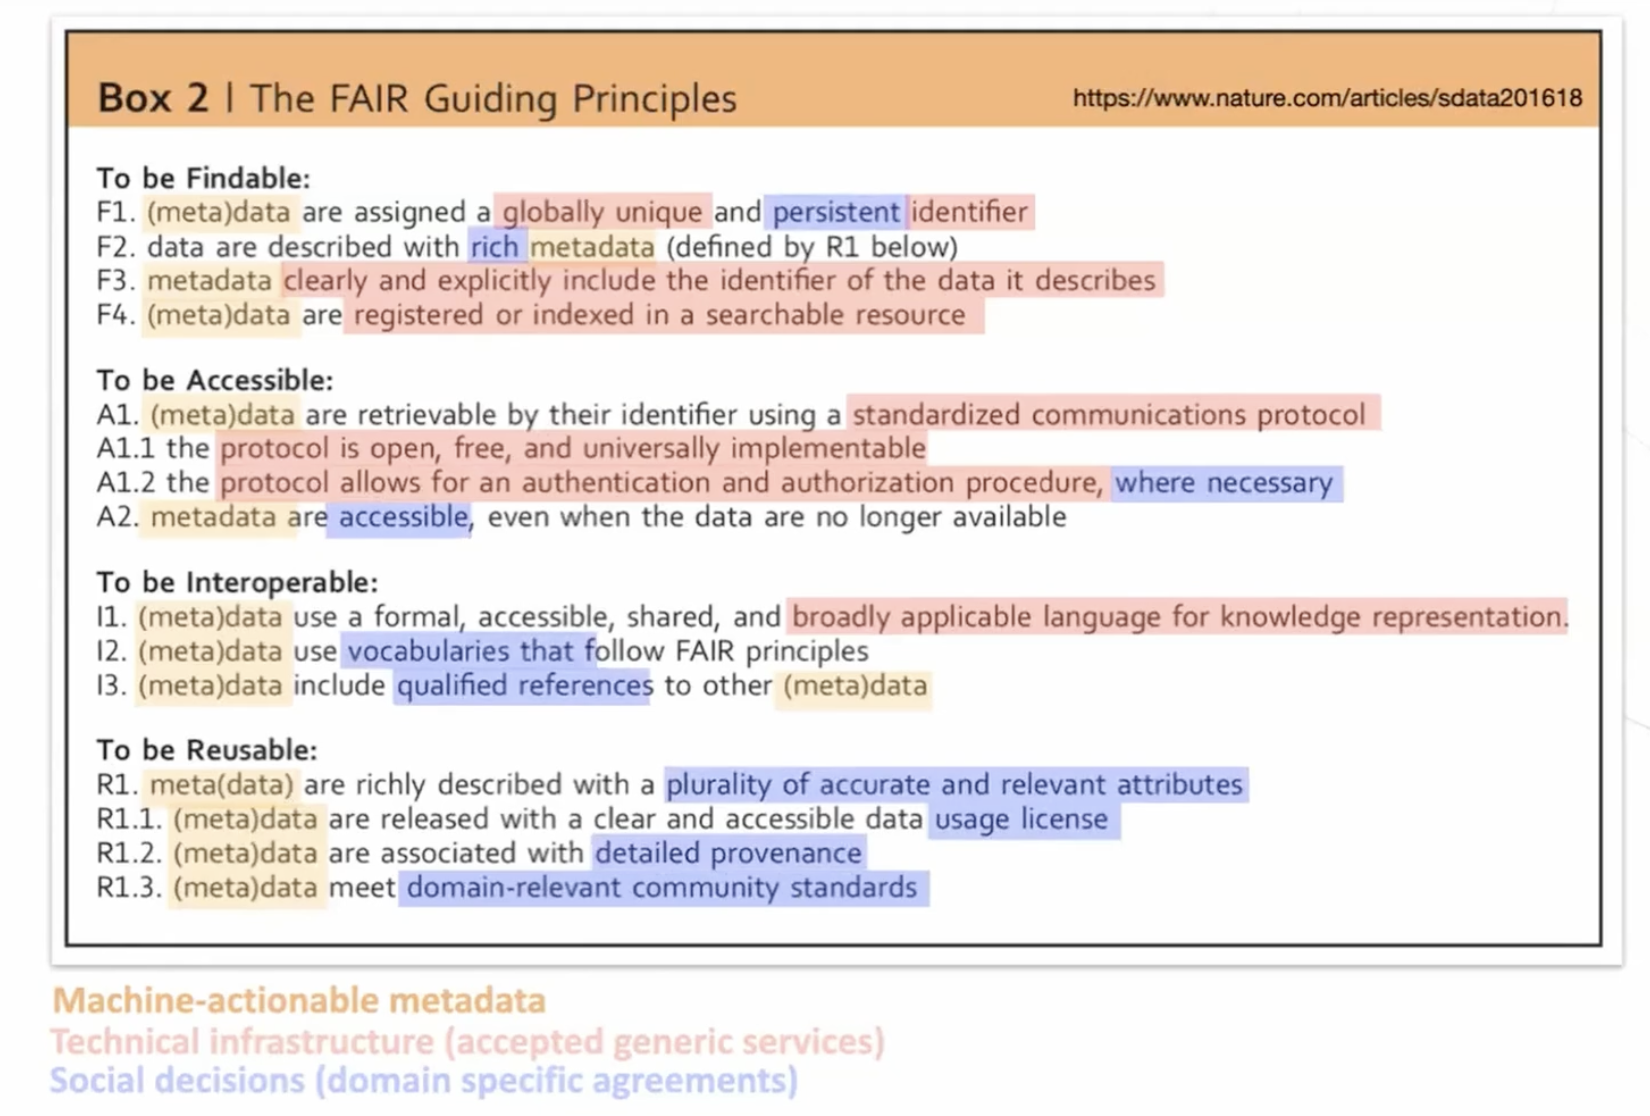 Box 2 | The FAIR Guiding Principles https://www.nature.com/articles/sdata201618
To be Findable:
F1. (meta)data are assigned a globally unique and persistent identifier
F2. data are described with rich metadata (defined by R1 below)
F3. metadata clearly and explicitly include the identifier of the data it describes
F4. (meta)data are registered or indexed in a searchable resource
To be Accessible:
A1. (meta)data are retrievable by their identifier using a standardized communications protocol
A1.1 the protocol is open, free, and universally implementable
A1.2 the protocol allows for an authentication and authorization procedure, where necessary
A2. metadata are accessible, even when the data are no longer available
To be Interoperable:
I1. (meta)data use a formal, accessible, shared, and broadly applicable language for knowledge representation.
I2. (meta)data use vocabularies that follow FAIR principles
I3. (meta)data include qualified references to other (meta)data
To be Reusable:
R1. meta(data) are richly described with a plurality of accurate and relevant attributes
R1.1. (meta)data are released with a clear and accessible data usage license
R1.2. (meta)data are associated with detailed provenance
R1.3. (meta)data meet domain-relevant community standards
Machine-actionable metadata
Technical infrastructure (accepted generic services)
Social decisions (domain specific agreements)